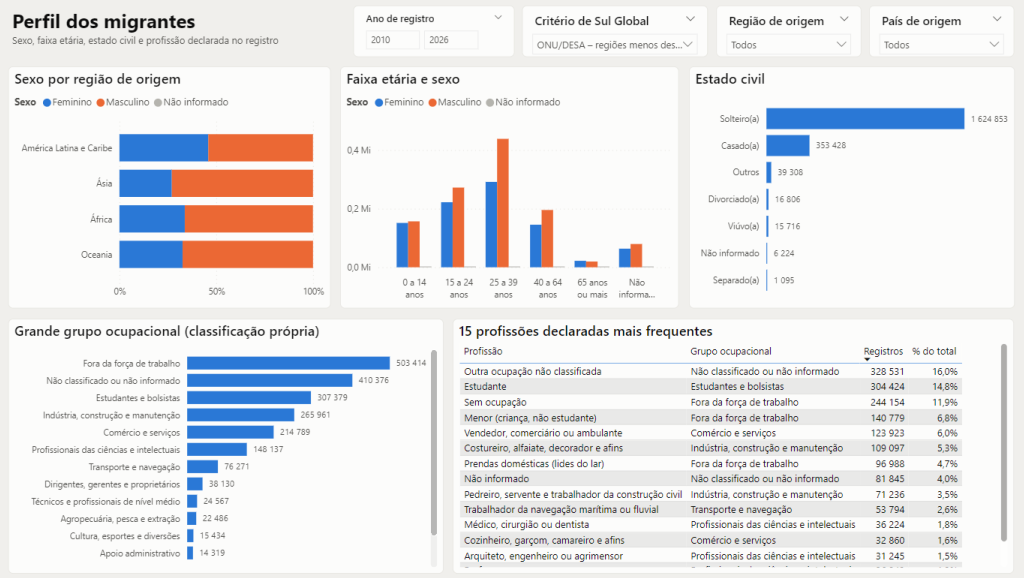 Perfil dos migrantes
Sexo, faixa etária, estado civil e profissão declarada no registro
Ano de registro
2010 2026
Critério de Sul Global
ONU/DESA – regiões menos des...
Região de origem
Todos
País de origem
Todos
Sexo por região de origem
Sexo Feminino Masculino Não informado
América Latina e Caribe
Ásia
África
Oceania
0% 50% 100%
Faixa etária e sexo
Sexo Feminino Masculino Não informado
0,4 Mi
0,2 Mi
0,0 Mi
0 a 14 anos
15 a 24 anos
25 a 39 anos
40 a 64 anos
65 anos ou mais
Não informa...
Estado civil
Solteiro(a) 1 624 853
Casado(a) 353 428
Outros 39 308
Divorciado(a) 16 806
Viúvo(a) 15 716
Não informado 6 224
Separado(a) 1 095
Grande grupo ocupacional (classificação própria)
Fora da força de trabalho 503 414
Não classificado ou não informado 410 376
Estudantes e bolsistas 307 379
Indústria, construção e manutenção 265 961
Comércio e serviços 214 789
Profissionais das ciências e intelectuais 148 137
Transporte e navegação 76 271
Dirigentes, gerentes e proprietários 38 130
Técnicos e profissionais de nível médio 24 567
Agropecuária, pesca e extração 22 486
Cultura, esportes e diversões 15 434
Apoio administrativo 14 319
15 profissões declaradas mais frequentes
Profissão Grupo ocupacional Registros % do total
Outra ocupação não classificada Não classificado ou não informado 328 531 16,0%
Estudante Estudantes e bolsistas 304 424 14,8%
Sem ocupação Fora da força de trabalho 244 154 11,9%
Menor (criança, não estudante) Fora da força de trabalho 140 779 6,8%
Vendedor, comerciário ou ambulante Comércio e serviços 123 923 6,0%
Costureiro, alfaiate, decorador e afins Indústria, construção e manutenção 109 097 5,3%
Prendas domésticas (lides do lar) Fora da força de trabalho 96 988 4,7%
Não informado Não classificado ou não informado 81 845 4,0%
Pedreiro, servente e trabalhador da construção civil Indústria, construção e manutenção 71 236 3,5%
Trabalhador da navegação marítima ou fluvial Transporte e navegação 53 794 2,6%
Médico, cirurgião ou dentista Profissionais das ciências e intelectuais 36 224 1,8%
Cozinheiro, garçom, camareiro e afins Comércio e serviços 32 860 1,6%
Arquiteto, engenheiro ou agrimensor Profissionais das ciências e intelectuais 31 245 1,5%